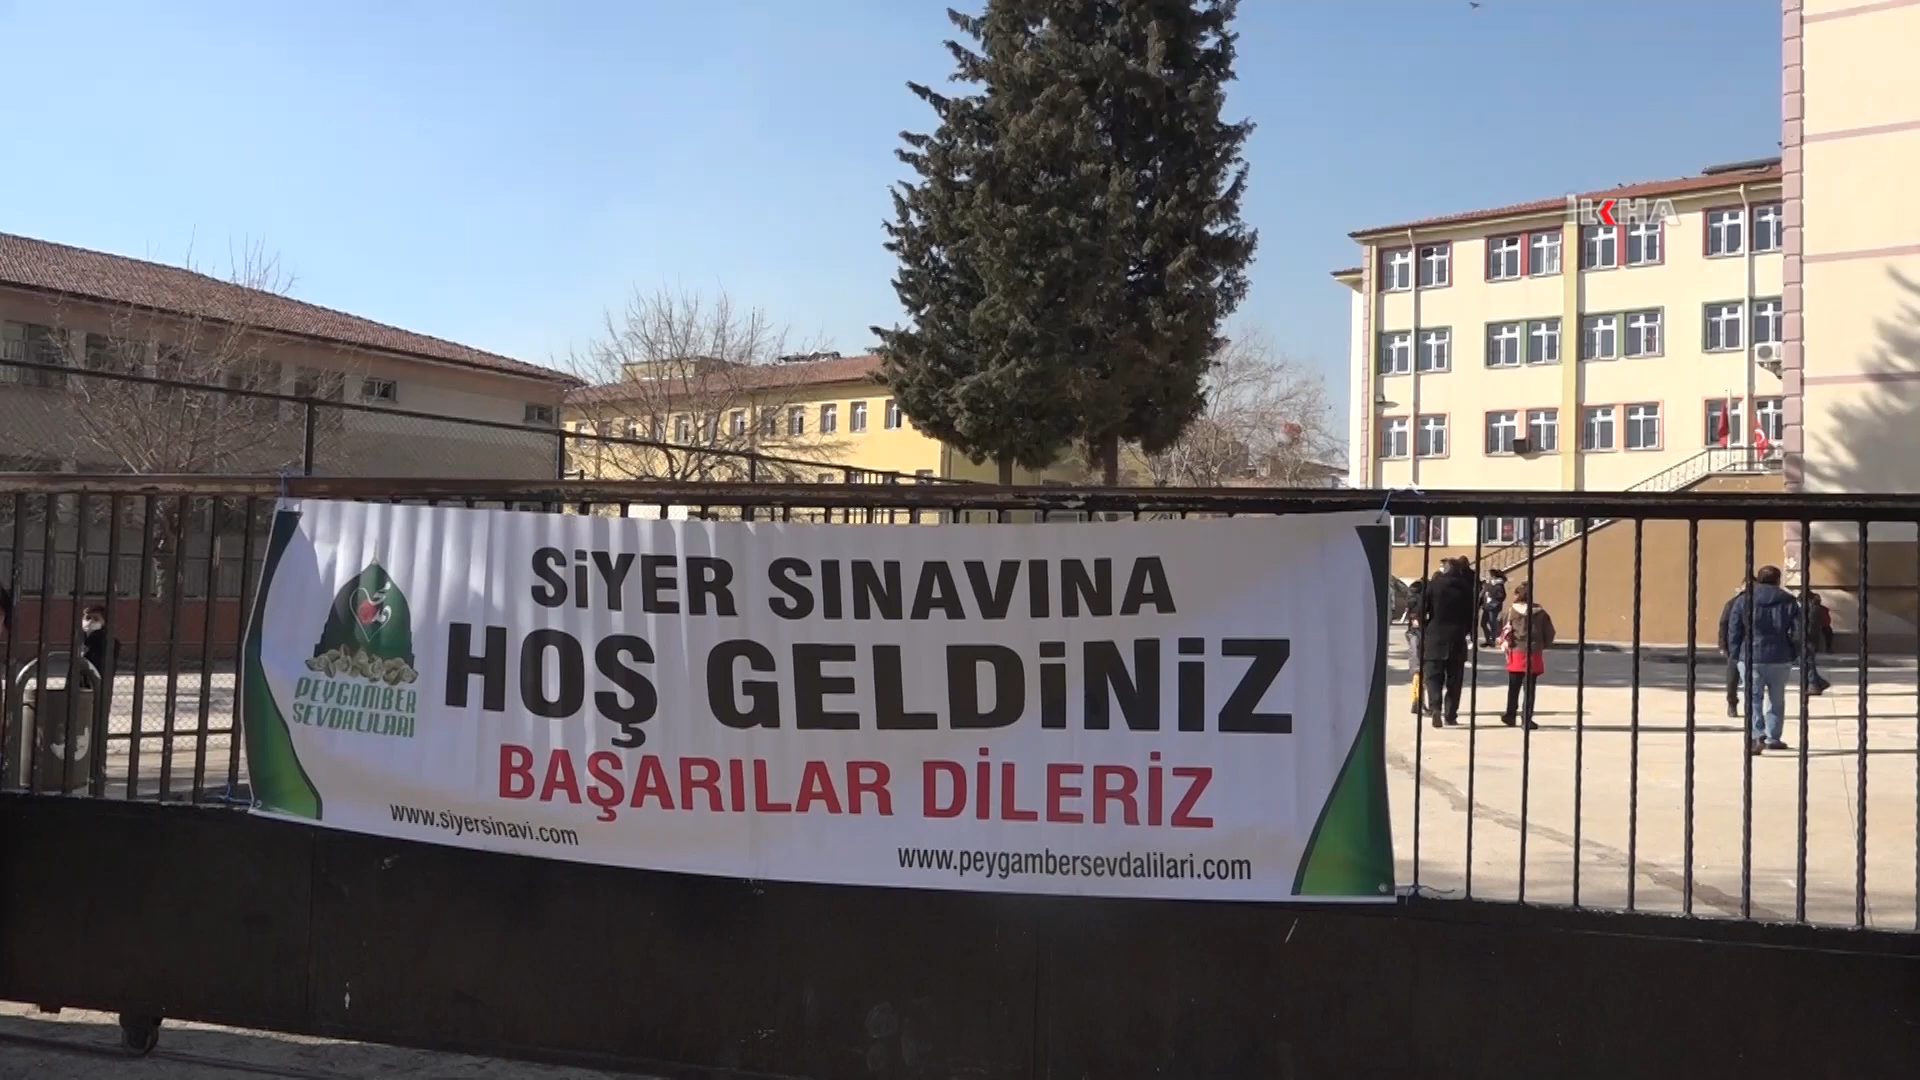 İLKHA
SİYER SINAVINA
HOŞ GELDİNİZ
BAŞARILAR DİLERİZ
PEYGAMBER
SEVDALILARI
www.siyersinavi.com
www.peygambersevdalilari.com